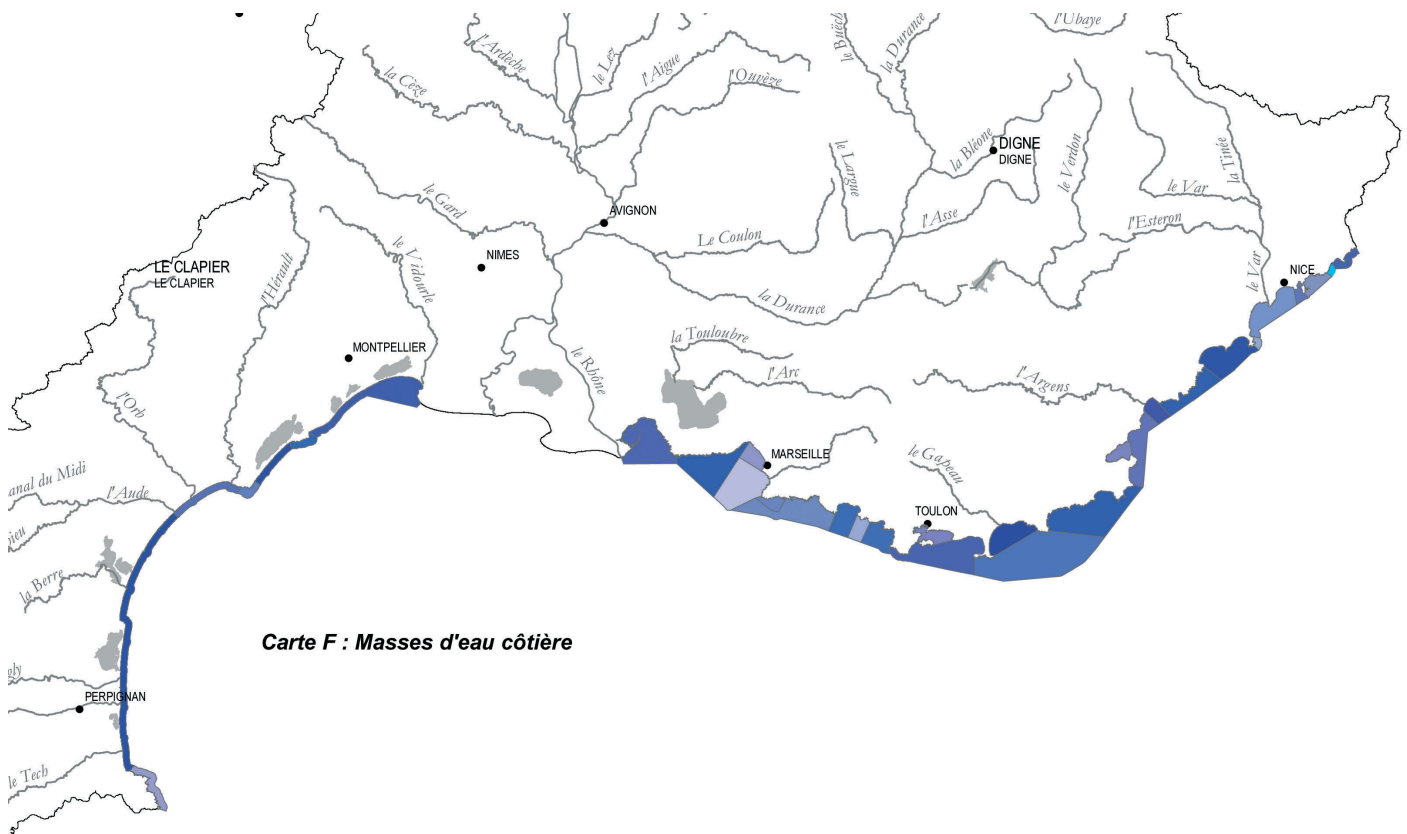 l'Ardèche
le Lez
le Buëch
la Durance
l'Ubaye
la Cèze
l'Aigue
l'Ouvèze
le Largue
la Bléone
DIGNE
DIGNE
le Verdon
la Tinée
le Gard
AVIGNON
le Var
l'Asse
l'Esteron
Le Coulon
le Vidourle
NIMES
LE CLAPIER
LE CLAPIER
l'Hérault
le Var
NICE
la Durance
la Touloubre
MONTPELLIER
le Rhône
l'Arc
l'Argens
l'Orb
MARSEILLE
le Gapeau
anal du Midi
l'Aude
TOULON
pieu
la Berre
Carte F : Masses d'eau côtière
gly
PERPIGNAN
le Tech